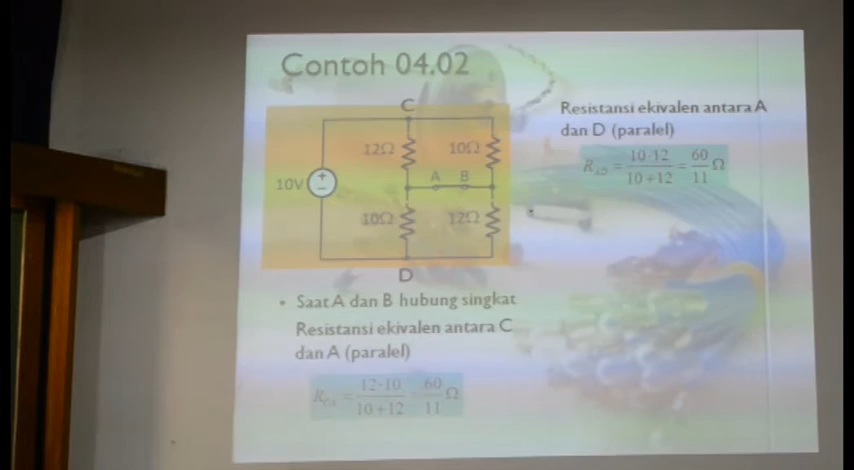 Contoh 04.02
C
12Ω 10Ω
A B
10V
+
−
10Ω 12Ω
D
• Saat A dan B hubung singkat
Resistansi ekivalen antara C
dan A (paralel)
R_CA = 12·10 / 10+12 = 60 / 11 Ω
Resistansi ekivalen antara A
dan D (paralel)
R_AD = 10·12 / 10+12 = 60 / 11 Ω